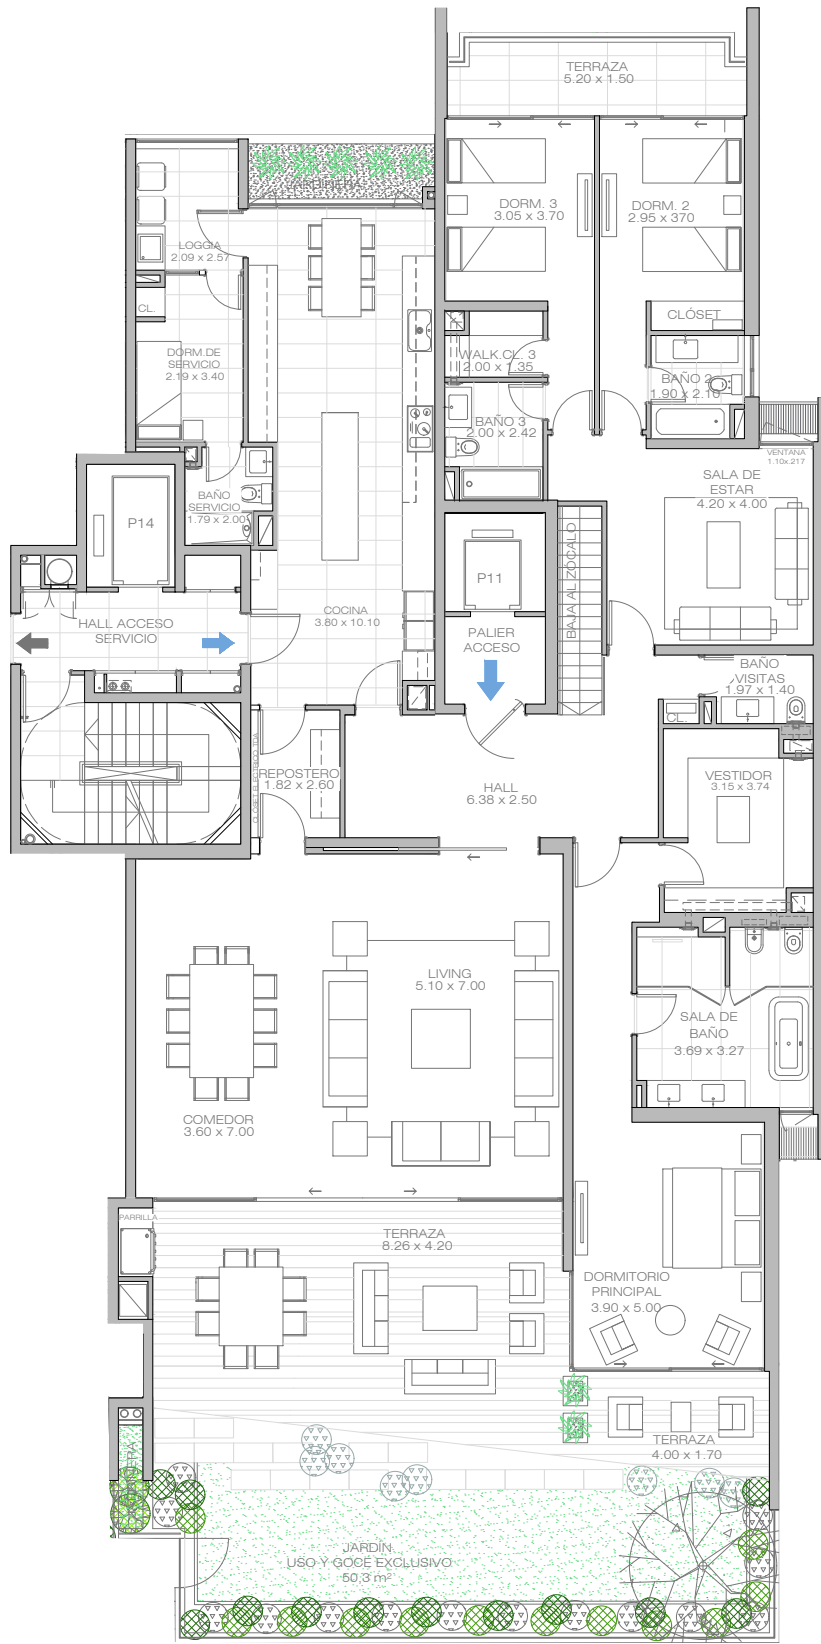 TERRAZA
5.20 x 1.50
JARDINERA
DORM. 3
3.05 x 3.70
DORM. 2
2.95 x 370
LOGGIA
2.09 x 2.57
CL.
CLÓSET
DORM.DE
SERVICIO
2.19 x 3.40
WALK.CL. 3
2.00 x 1.35
BAÑO 2
1.90 x 2.10
BAÑO 3
2.00 x 2.42
VENTANA
1.10x.217
SALA DE
ESTAR
4.20 x 4.00
BAÑO
SERVICIO
1.79 x 2.00
P14
P11
BAJA AL ZÓCALO
COCINA
3.80 x 10.10
HALL ACCESO
SERVICIO
PALIER
ACCESO
BAÑO
VISITAS
1.97 x 1.40
CL.
CLÓSET ELÉCTRICO TDA
REPOSTERO
1.82 x 2.60
HALL
6.38 x 2.50
VESTIDOR
3.15 x 3.74
LIVING
5.10 x 7.00
SALA DE
BAÑO
3.69 x 3.27
COMEDOR
3.60 x 7.00
PARRILLA
TERRAZA
8.26 x 4.20
DORMITORIO
PRINCIPAL
3.90 x 5.00
TERRAZA
4.00 x 1.70
JARDINERA
JARDÍN
USO Y GOCE EXCLUSIVO
50,3 m²